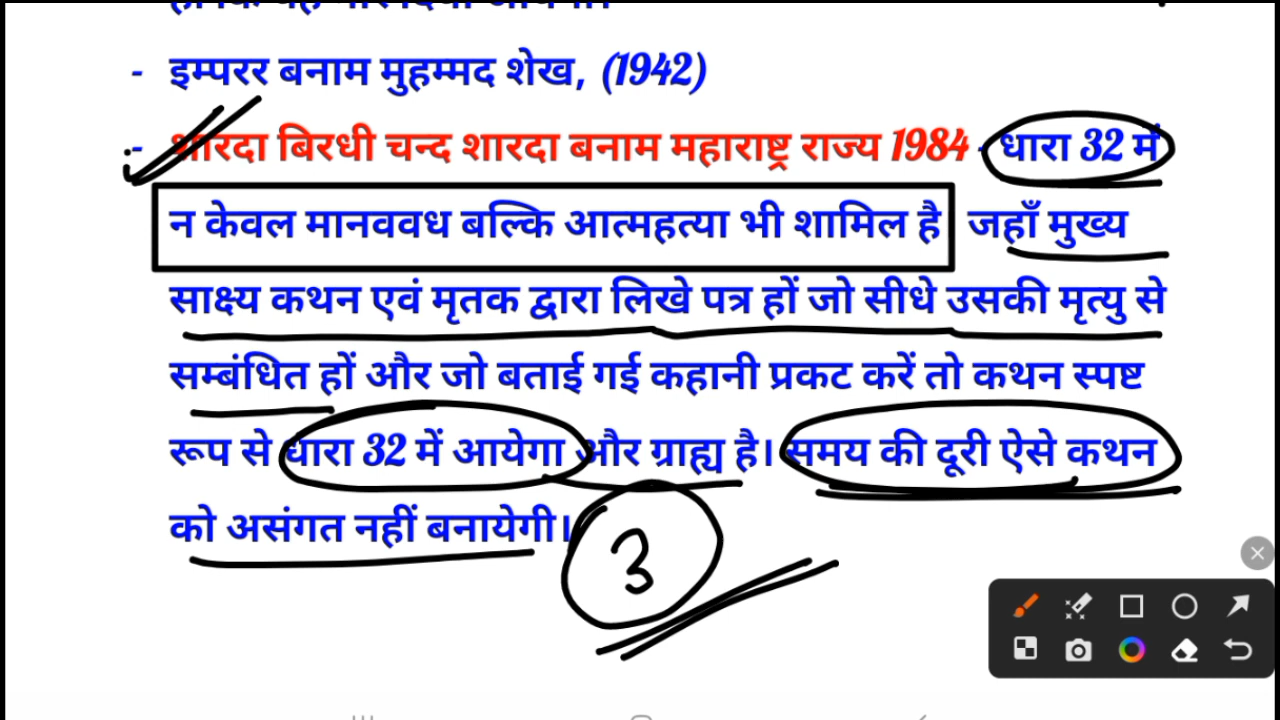 - इम्परर बनाम मुहम्मद शेख, (1942)
- शारदा बिरधी चन्द शारदा बनाम महाराष्ट्र राज्य 1984 - धारा 32 में
न केवल मानववध बल्कि आत्महत्या भी शामिल है जहाँ मुख्य
साक्ष्य कथन एवं मृतक द्वारा लिखे पत्र हों जो सीधे उसकी मृत्यु से
सम्बंधित हों और जो बताई गई कहानी प्रकट करें तो कथन स्पष्ट
रूप से धारा 32 में आयेगा और ग्राह्य है। समय की दूरी ऐसे कथन
को असंगत नहीं बनायेगी।
3